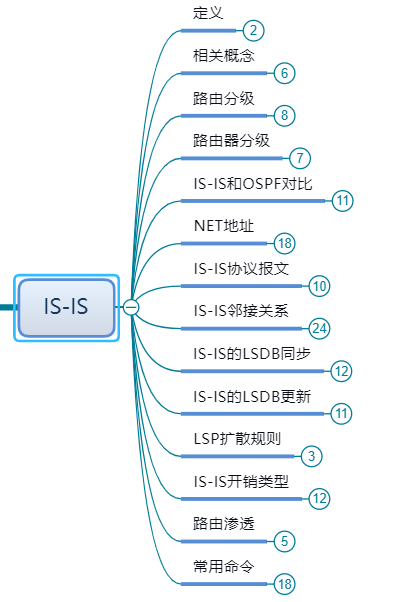 定义
2
相关概念
6
路由分级
8
路由器分级
7
IS-IS和OSPF对比
11
NET地址
18
IS-IS协议报文
10
IS-IS
IS-IS邻接关系
24
IS-IS的LSDB同步
12
IS-IS的LSDB更新
11
LSP扩散规则
3
IS-IS开销类型
12
路由渗透
5
常用命令
18